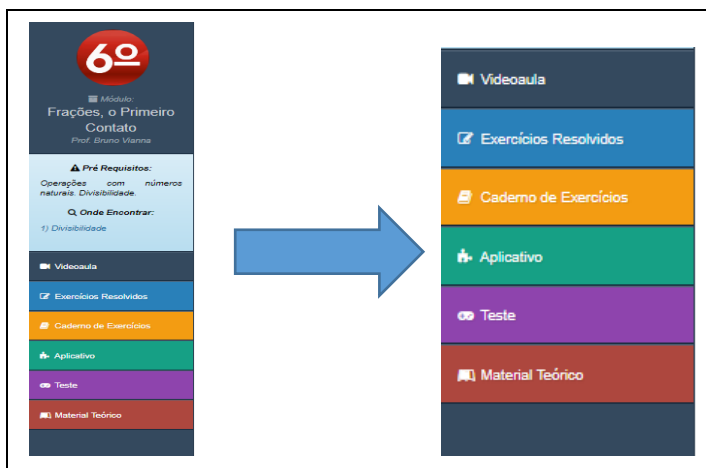 6º
Módulo:
Frações, o Primeiro
Contato
Prof. Bruno Vianna
Pré Requisitos:
Operações com números
naturais. Divisibilidade.
Onde Encontrar:
1) Divisibilidade
Videoaula
Exercícios Resolvidos
Caderno de Exercícios
Aplicativo
Teste
Material Teórico
Videoaula
Exercícios Resolvidos
Caderno de Exercícios
Aplicativo
Teste
Material Teórico